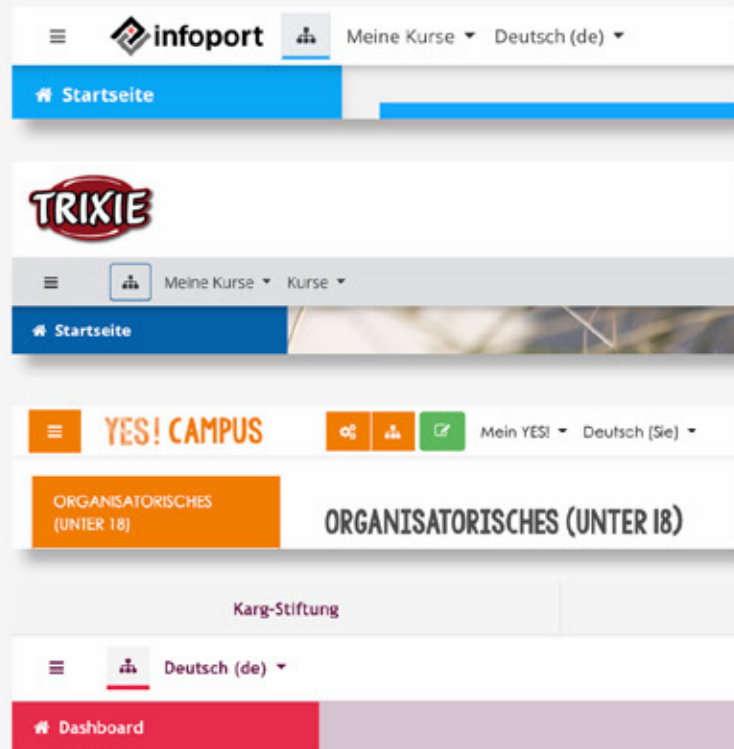 infoport Meine Kurse Deutsch (de)
Startseite
TRIXIE
Meine Kurse Kurse
Startseite
YES! CAMPUS Mein YES! Deutsch (Sie)
ORGANISATORISCHES
(UNTER 18)
ORGANISATORISCHES (UNTER 18)
Karg-Stiftung
Deutsch (de)
Dashboard